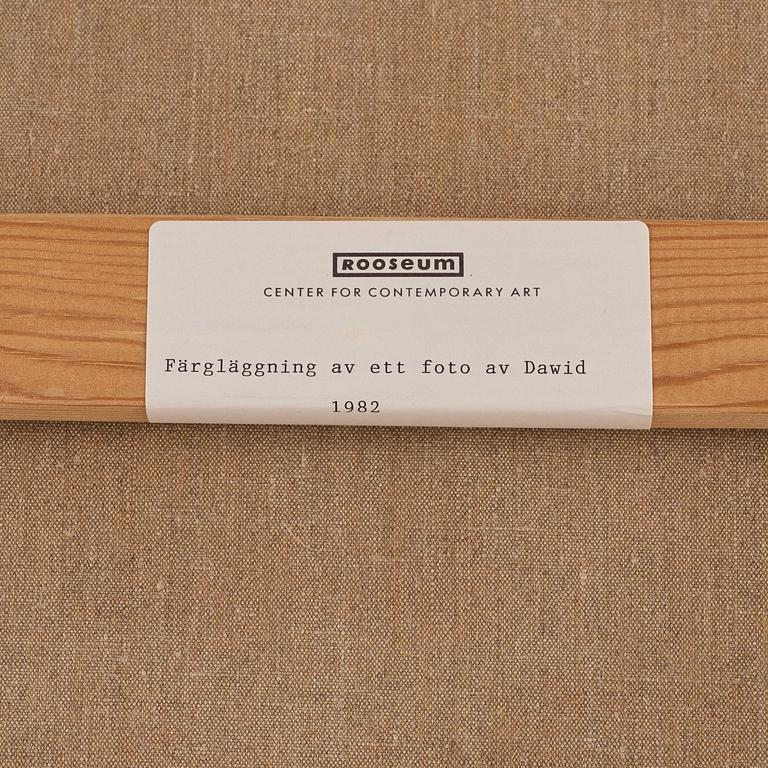 Rooseum
CENTER FOR CONTEMPORARY ART
Färgläggning av ett foto av Dawid
1982